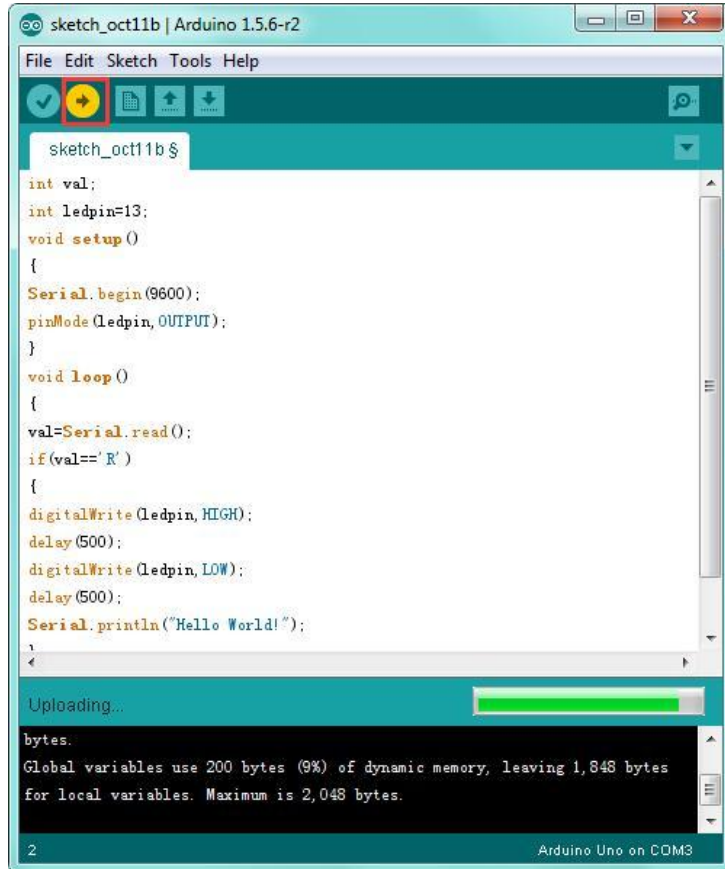 sketch_oct11b | Arduino 1.5.6-r2
File Edit Sketch Tools Help
sketch_oct11b §
int val;
int ledpin=13;
void setup()
{
Serial.begin(9600);
pinMode(ledpin,OUTPUT);
}
void loop()
{
val=Serial.read();
if(val=='R')
{
digitalWrite(ledpin,HIGH);
delay(500);
digitalWrite(ledpin,LOW);
delay(500);
Serial.println("Hello World!");
}
Uploading...
bytes.
Global variables use 200 bytes (9%) of dynamic memory, leaving 1,848 bytes
for local variables. Maximum is 2,048 bytes.
2 Arduino Uno on COM3